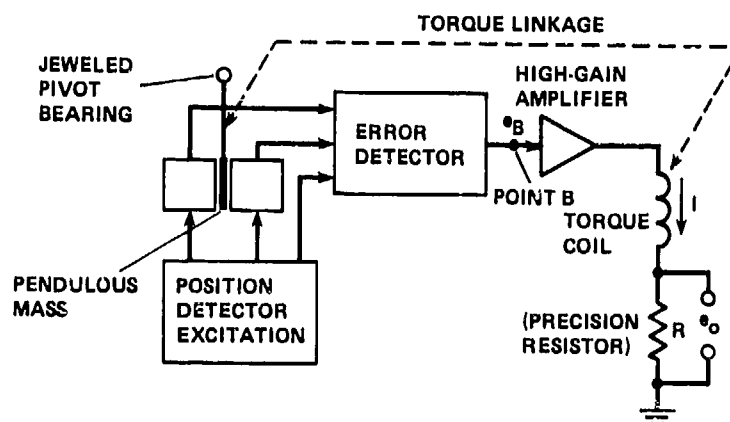 TORQUE LINKAGE
JEWELED
PIVOT
BEARING
HIGH-GAIN
AMPLIFIER
ERROR
DETECTOR
eB
POINT B
TORQUE
COIL
I
PENDULOUS
MASS
POSITION
DETECTOR
EXCITATION
(PRECISION
RESISTOR)
R
eo